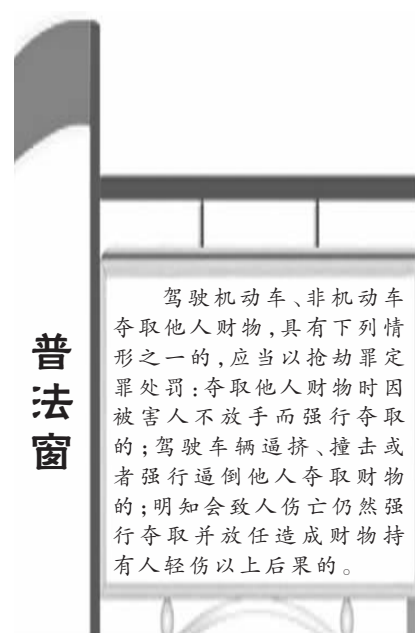 普法窗
驾驶机动车、非机动车
夺取他人财物,具有下列情
形之一的,应当以抢劫罪定
罪处罚:夺取他人财物时因
被害人不放手而强行夺取
的;驾驶车辆逼挤、撞击或
者强行逼倒他人夺取财物
的;明知会致人伤亡仍然强
行夺取并放任造成财物持
有人轻伤以上后果的。